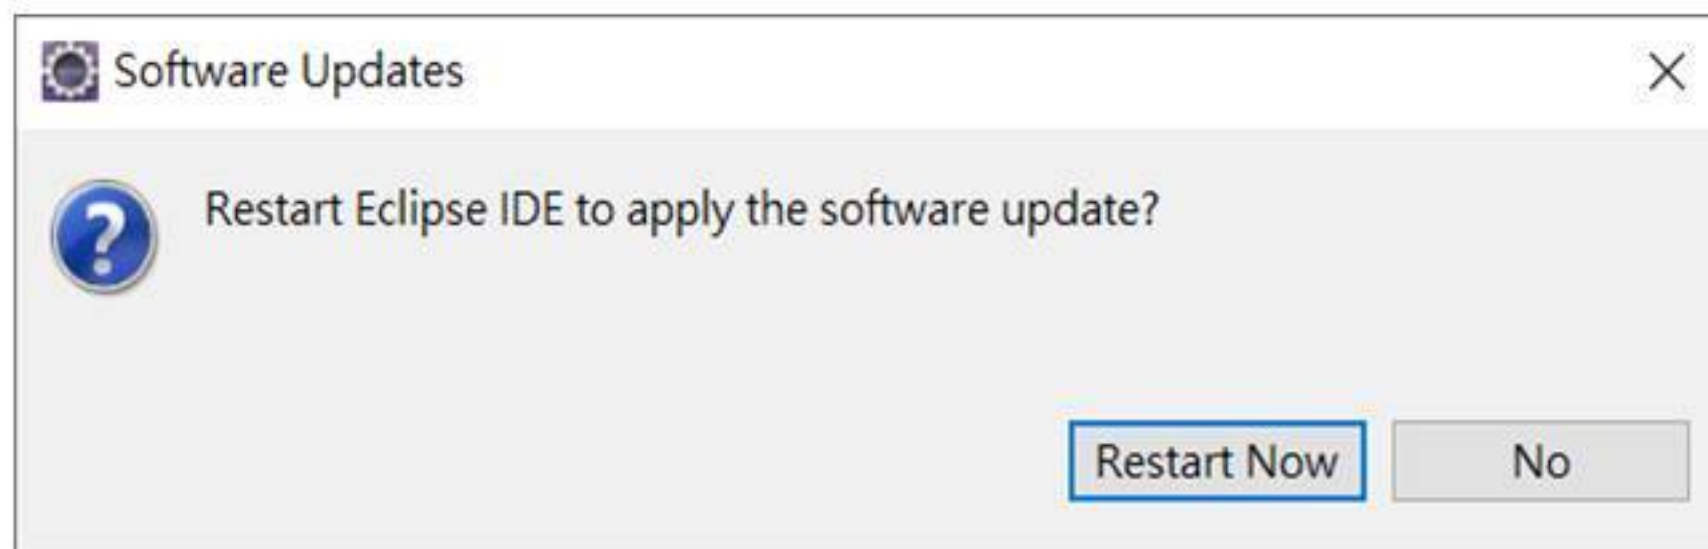 Software Updates
Restart Eclipse IDE to apply the software update?
Restart Now
No